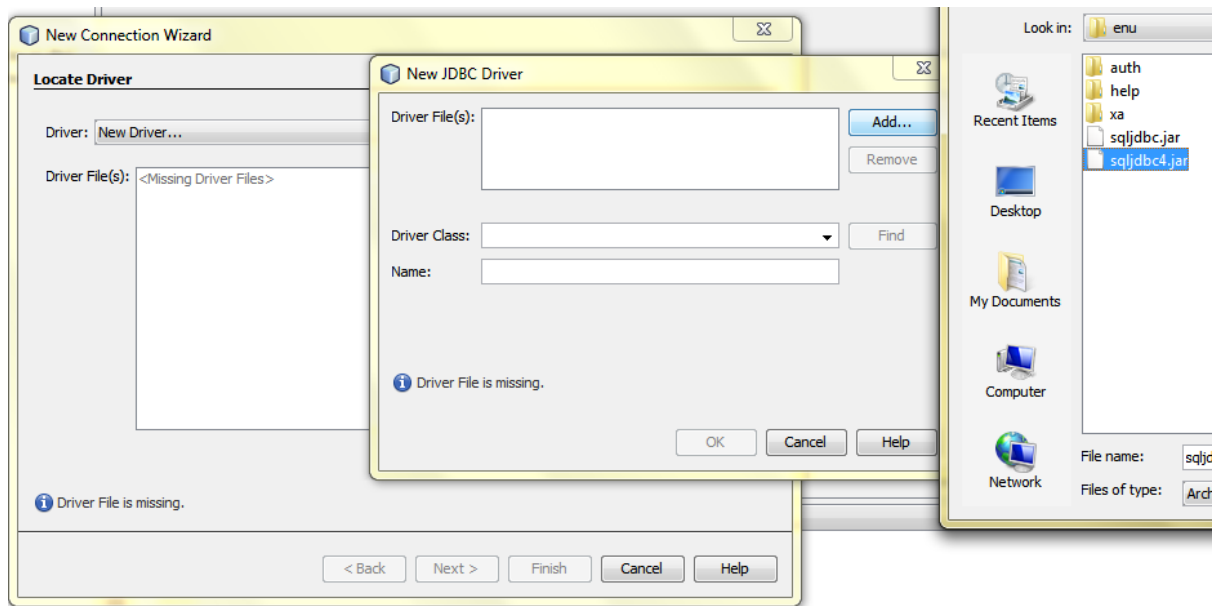 New Connection Wizard
Locate Driver
Driver: New Driver...
Driver File(s): <Missing Driver Files>
Driver File is missing.
< Back Next > Finish Cancel Help
New JDBC Driver
Driver File(s): Add...
Remove
Driver Class: Find
Name:
Driver File is missing.
OK Cancel Help
Look in: enu
Recent Items
Desktop
My Documents
Computer
Network
auth
help
xa
sqljdbc.jar
sqljdbc4.jar
File name:
Files of type: